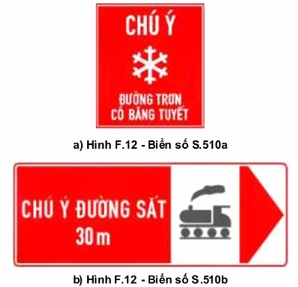 CHÚ Ý
ĐƯỜNG TRƠN
CÓ BĂNG TUYẾT
a) Hình F.12 - Biển số S.510a
CHÚ Ý ĐƯỜNG SẮT
30m
b) Hình F.12 - Biển số S.510b